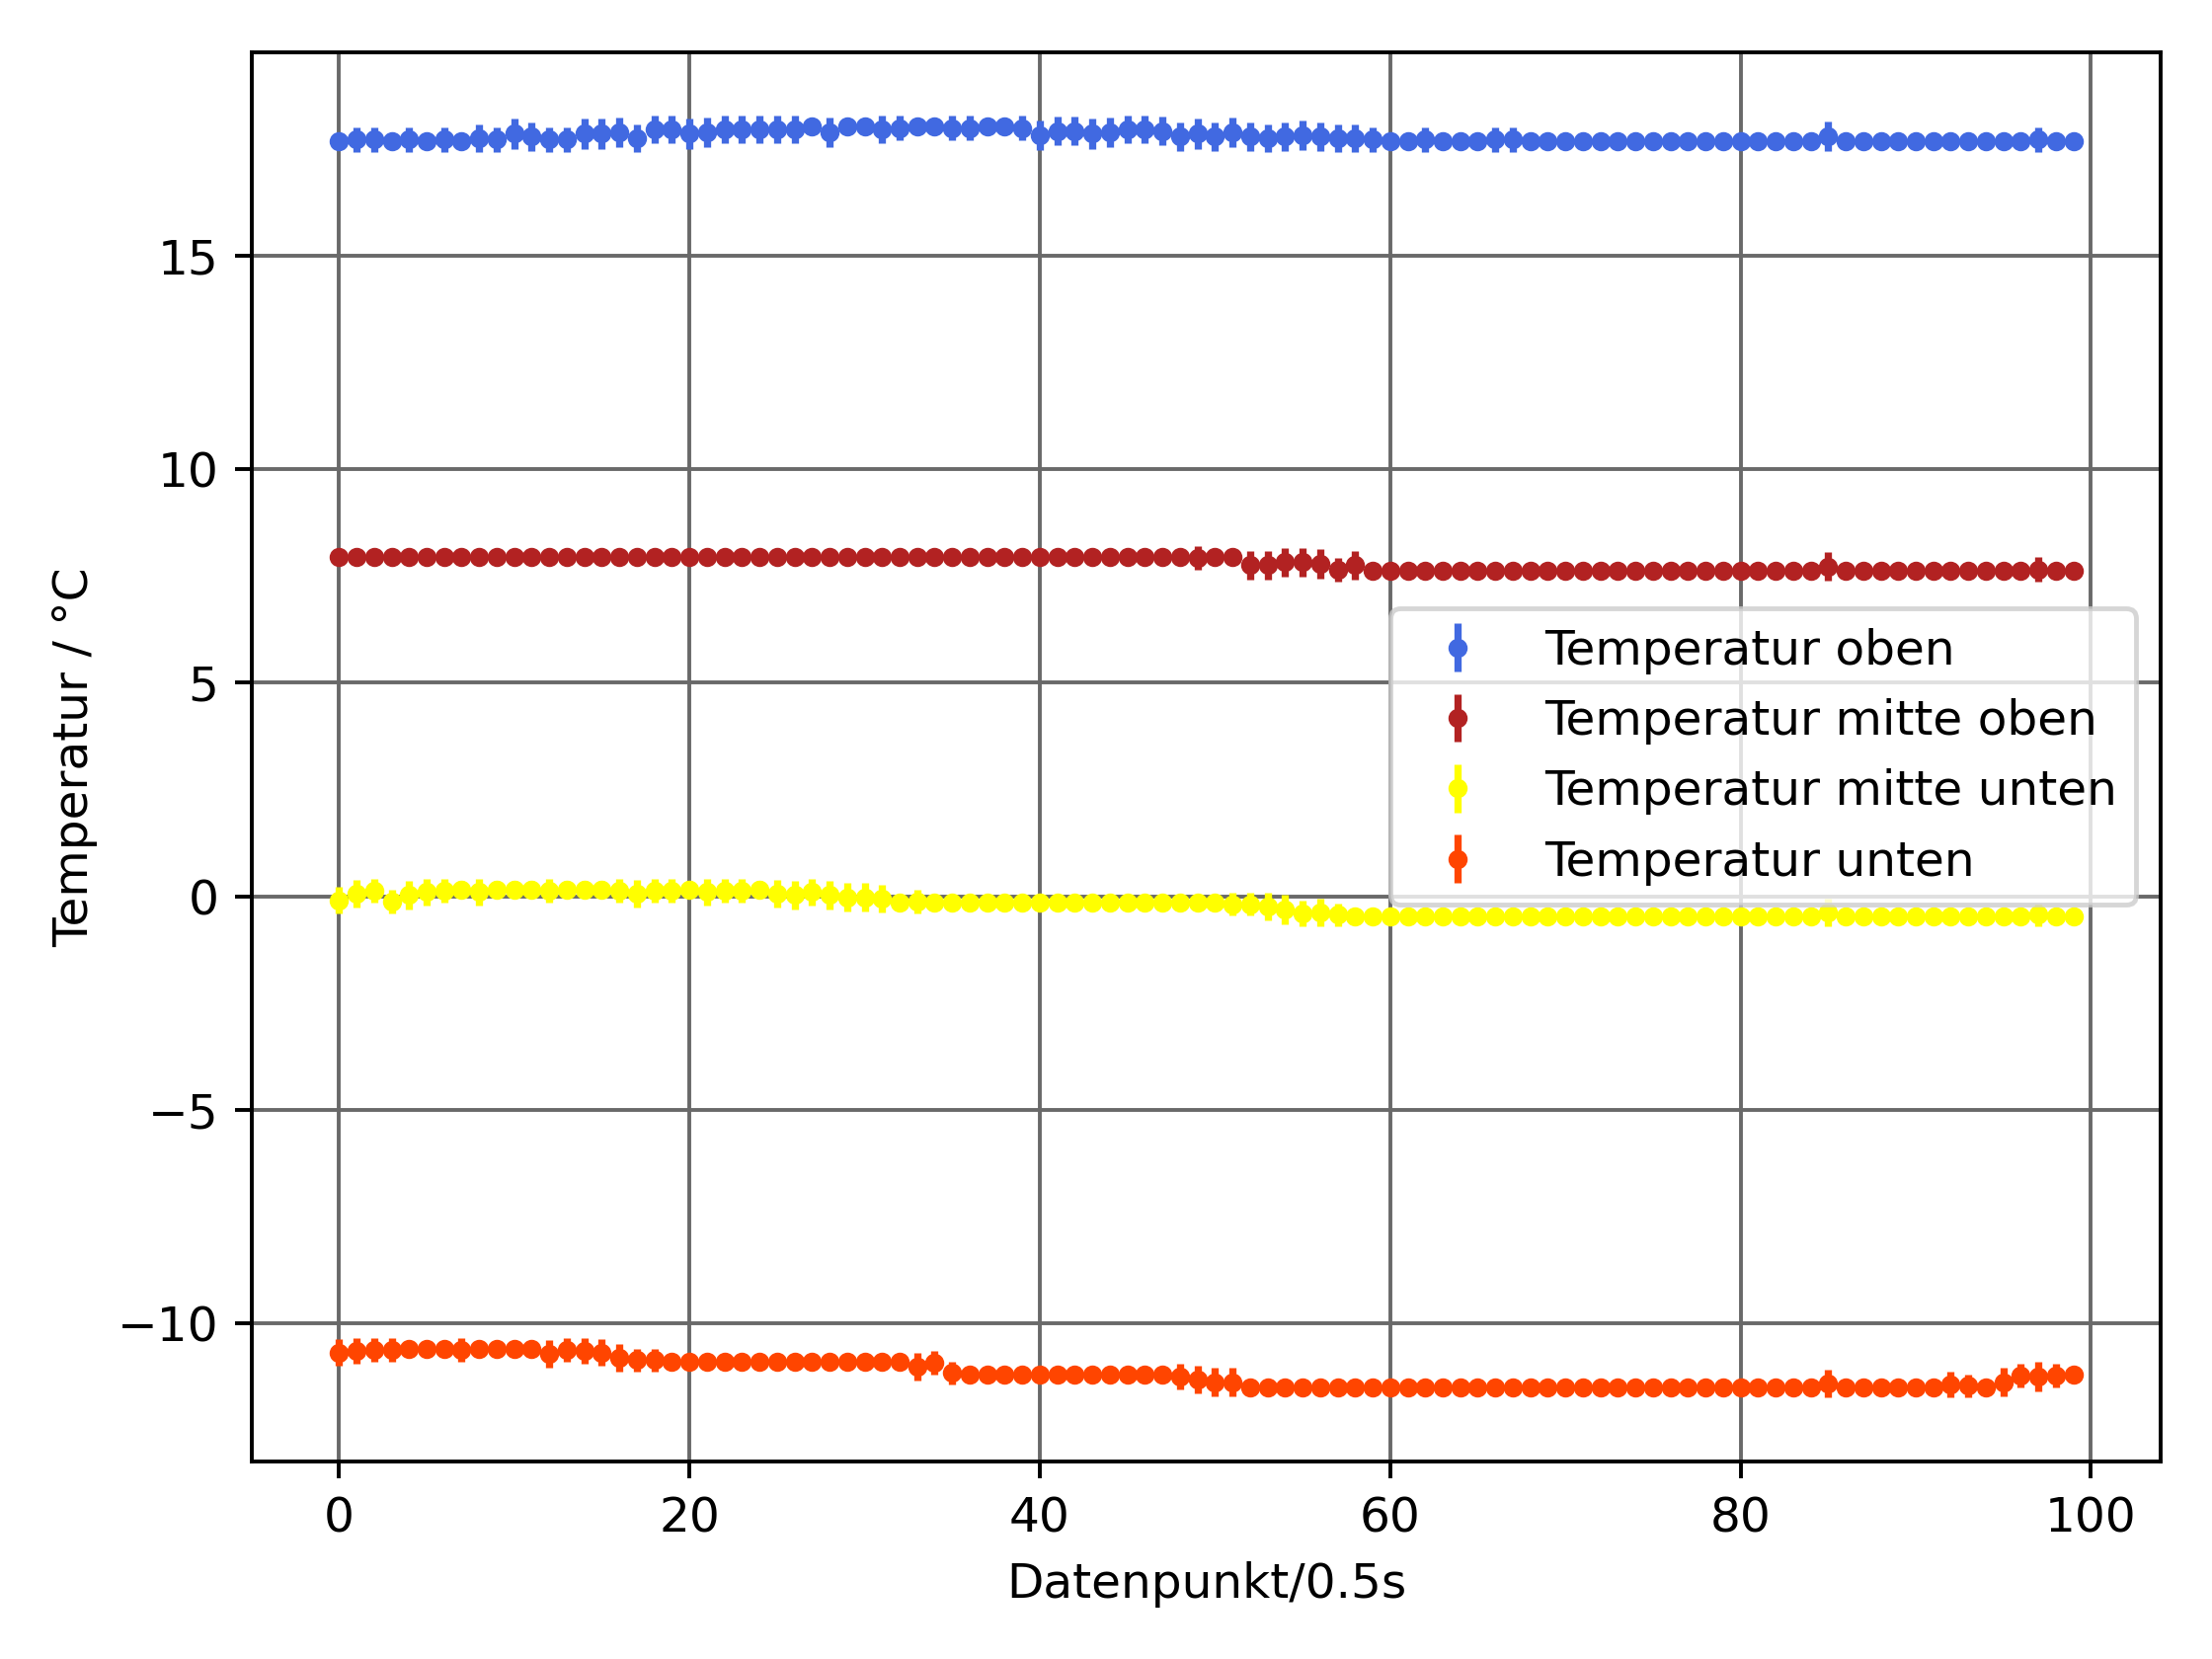 15
10
5
0
−5
−10
Temperatur / °C
Temperatur oben
Temperatur mitte oben
Temperatur mitte unten
Temperatur unten
0 20 40 60 80 100
Datenpunkt/0.5s